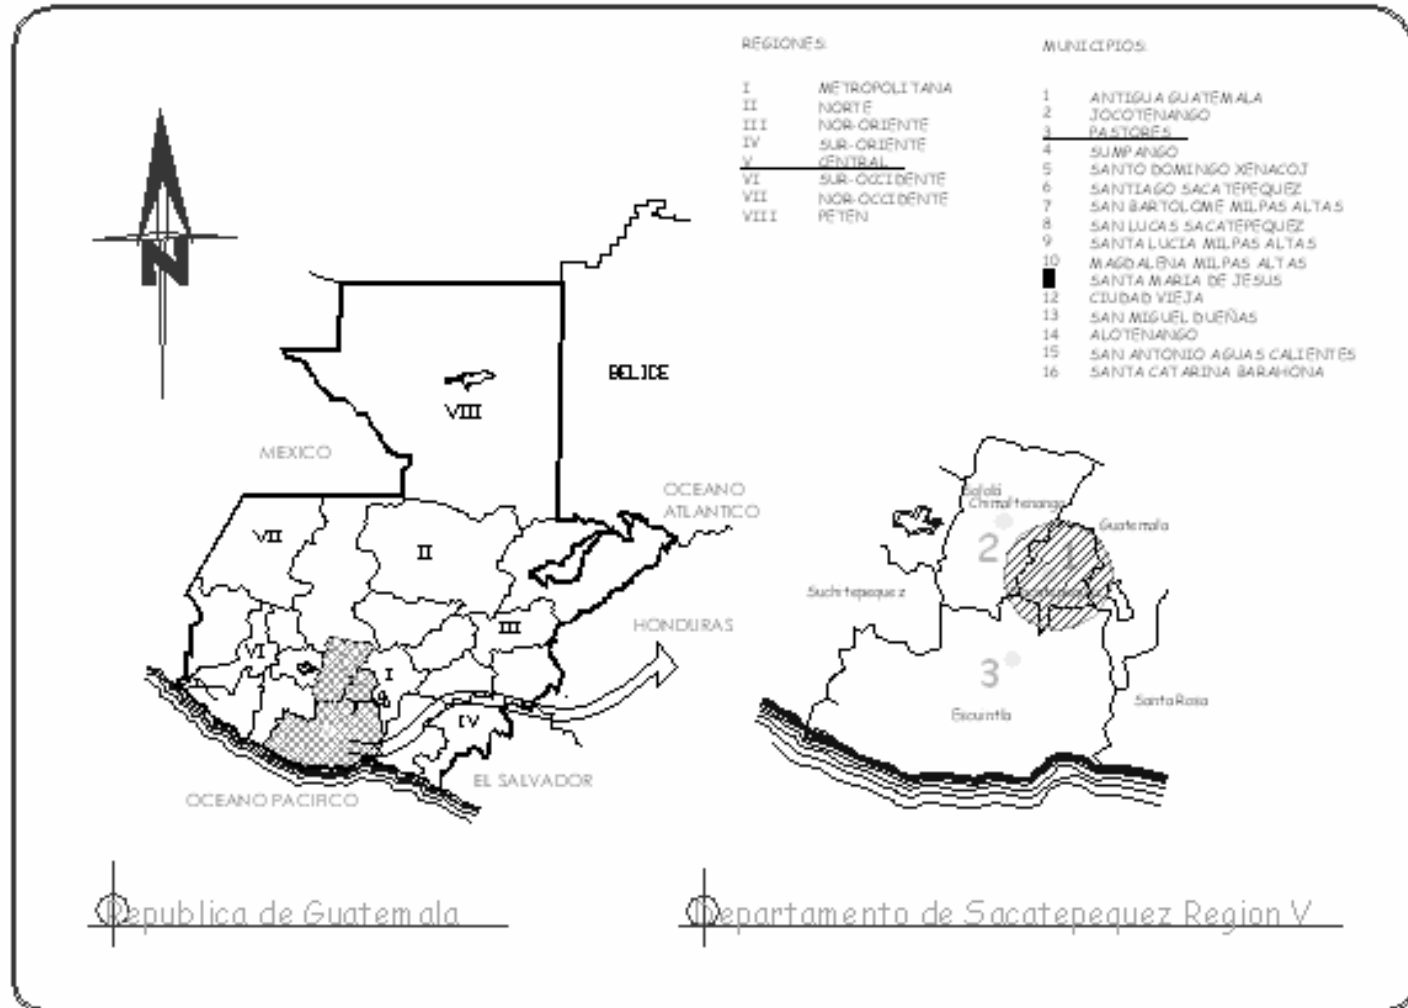 REGIONES:
I METROPOLITANA
II NORTE
III NOR-ORIENTE
IV SUR-ORIENTE
V CENTRAL
VI SUR-OCCIDENTE
VII NOR-OCCIDENTE
VIII PETEN
MUNICIPIOS:
1 ANTIGUA GUATEMALA
2 JOCOTENANGO
3 PASTORES
4 SUMPANGO
5 SANTO DOMINGO XENACOJ
6 SANTIAGO SACATEPEQUEZ
7 SAN BARTOLOME MILPAS ALTAS
8 SAN LUCAS SACATEPEQUEZ
9 SANTA LUCIA MILPAS ALTAS
10 MAGDALENA MILPAS ALTAS
SANTA MARIA DE JESUS
12 CIUDAD VIEJA
13 SAN MIGUEL DUEÑAS
14 ALOTENANGO
15 SAN ANTONIO AGUAS CALIENTES
16 SANTA CATARINA BARAHONA
N
BELICE
VIII
MEXICO
OCEANO
ATLANTICO
VII
II
III
HONDURAS
VI
I
IV
EL SALVADOR
OCEANO PACIFICO
Sololá
Chimaltenango
Guatemala
2
1
Suchitepequez
3
Escuintla
Santa Rosa
Republica de Guatemala
Departamento de Sacatepequez Region V